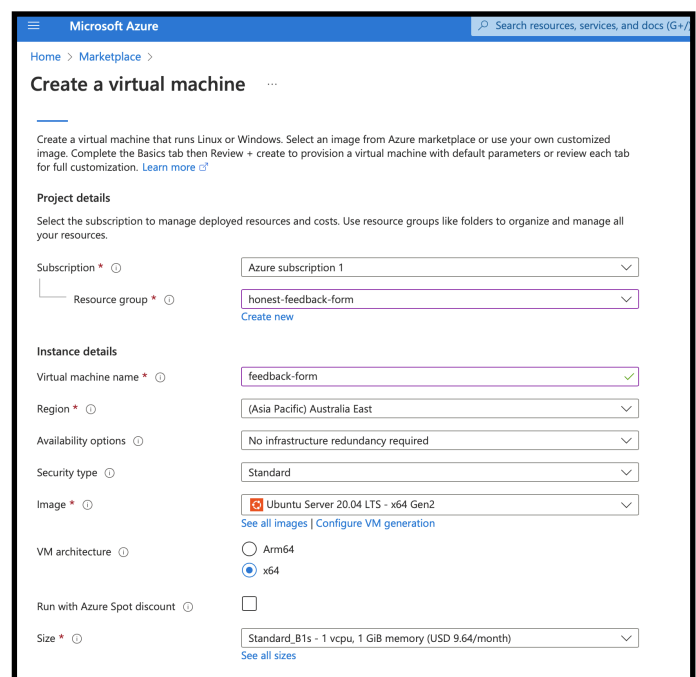 Microsoft Azure
Search resources, services, and docs (G+/)
Home > Marketplace >
Create a virtual machine ...
Create a virtual machine that runs Linux or Windows. Select an image from Azure marketplace or use your own customized
image. Complete the Basics tab then Review + create to provision a virtual machine with default parameters or review each tab
for full customization. Learn more
Project details
Select the subscription to manage deployed resources and costs. Use resource groups like folders to organize and manage all
your resources.
Subscription * Azure subscription 1
Resource group * honest-feedback-form
Create new
Instance details
Virtual machine name * feedback-form
Region * (Asia Pacific) Australia East
Availability options No infrastructure redundancy required
Security type Standard
Image * Ubuntu Server 20.04 LTS - x64 Gen2
See all images | Configure VM generation
VM architecture Arm64
x64
Run with Azure Spot discount
Size * Standard_B1s - 1 vcpu, 1 GiB memory (USD 9.64/month)
See all sizes